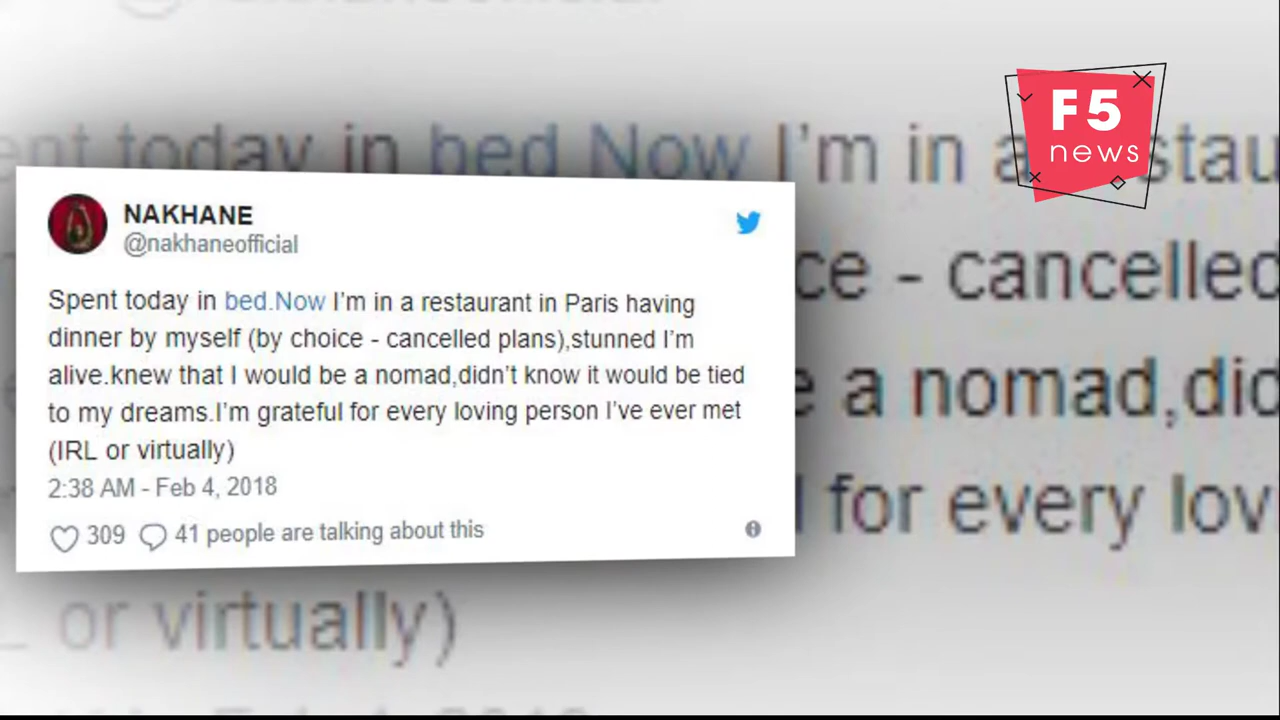 F5
news
NAKHANE
@nakhaneofficial
Spent today in bed.Now I'm in a restaurant in Paris having
dinner by myself (by choice - cancelled plans),stunned I'm
alive.knew that I would be a nomad,didn't know it would be tied
to my dreams.I'm grateful for every loving person I've ever met
(IRL or virtually)
2:38 AM - Feb 4, 2018
309 41 people are talking about this
today in bed.Now I'm in a
- cancelled
a nomad,did
for every lov
or virtually)